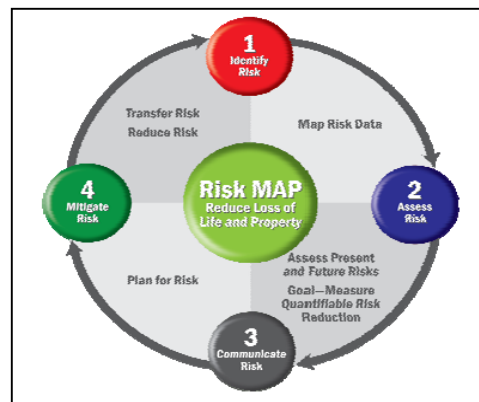 1
Identify
Risk
Transfer Risk
Reduce Risk
Map Risk Data
4
Mitigate
Risk
Risk MAP
Reduce Loss of
Life and Property
2
Assess
Risk
Plan for Risk
Assess Present
and Future Risks
Goal—Measure
Quantifiable Risk
Reduction
3
Communicate
Risk